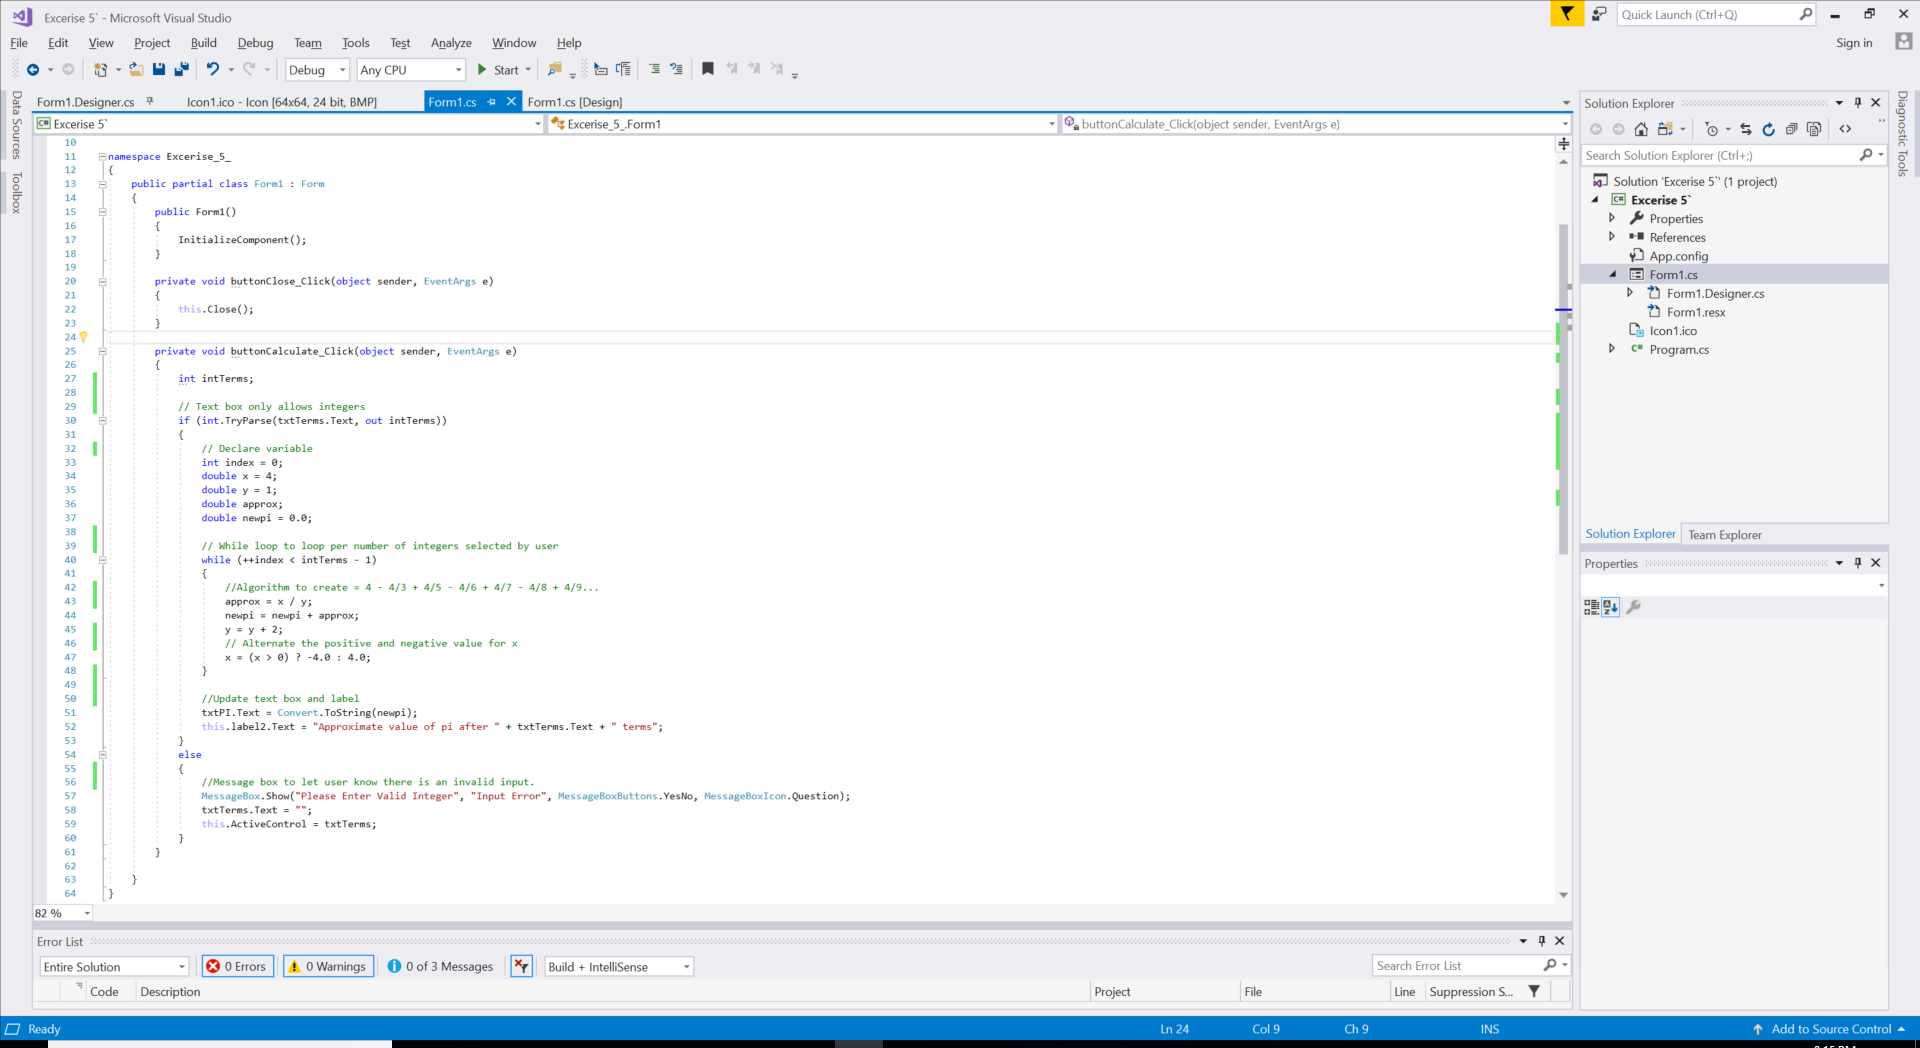 Excerise 5` - Microsoft Visual Studio
Quick Launch (Ctrl+Q)
File Edit View Project Build Debug Team Tools Test Analyze Window Help
Sign in
Debug Any CPU Start
Data Sources
Toolbox
Form1.Designer.cs Icon1.ico - Icon [64x64, 24 bit, BMP] Form1.cs Form1.cs [Design]
Excerise 5` Excerise_5_.Form1 buttonCalculate_Click(object sender, EventArgs e)
10
11 namespace Excerise_5_
12 {
13 public partial class Form1 : Form
14 {
15 public Form1()
16 {
17 InitializeComponent();
18 }
19
20 private void buttonClose_Click(object sender, EventArgs e)
21 {
22 this.Close();
23 }
24
25 private void buttonCalculate_Click(object sender, EventArgs e)
26 {
27 int intTerms;
28
29 // Text box only allows integers
30 if (int.TryParse(txtTerms.Text, out intTerms))
31 {
32 // Declare variable
33 int index = 0;
34 double x = 4;
35 double y = 1;
36 double approx;
37 double newpi = 0.0;
38
39 // While loop to loop per number of integers selected by user
40 while (++index < intTerms - 1)
41 {
42 //Algorithm to create = 4 - 4/3 + 4/5 - 4/6 + 4/7 - 4/8 + 4/9...
43 approx = x / y;
44 newpi = newpi + approx;
45 y = y + 2;
46 // Alternate the positive and negative value for x
47 x = (x > 0) ? -4.0 : 4.0;
48 }
49
50 //Update text box and label
51 txtPI.Text = Convert.ToString(newpi);
52 this.label2.Text = "Approximate value of pi after " + txtTerms.Text + " terms";
53 }
54 else
55 {
56 //Message box to let user know there is an invalid input.
57 MessageBox.Show("Please Enter Valid Integer", "Input Error", MessageBoxButtons.YesNo, MessageBoxIcon.Question);
58 txtTerms.Text = "";
59 this.ActiveControl = txtTerms;
60 }
61 }
62
63 }
64 }
82 %
Solution Explorer
Search Solution Explorer (Ctrl+;)
Solution 'Excerise 5`' (1 project)
Excerise 5`
Properties
References
App.config
Form1.cs
Form1.Designer.cs
Form1.resx
Icon1.ico
Program.cs
Solution Explorer Team Explorer
Properties
Diagnostic Tools
Error List
Entire Solution 0 Errors 0 Warnings 0 of 3 Messages Build + IntelliSense Search Error List
Code Description Project File Line Suppression S...
Ready Ln 24 Col 9 Ch 9 INS Add to Source Control